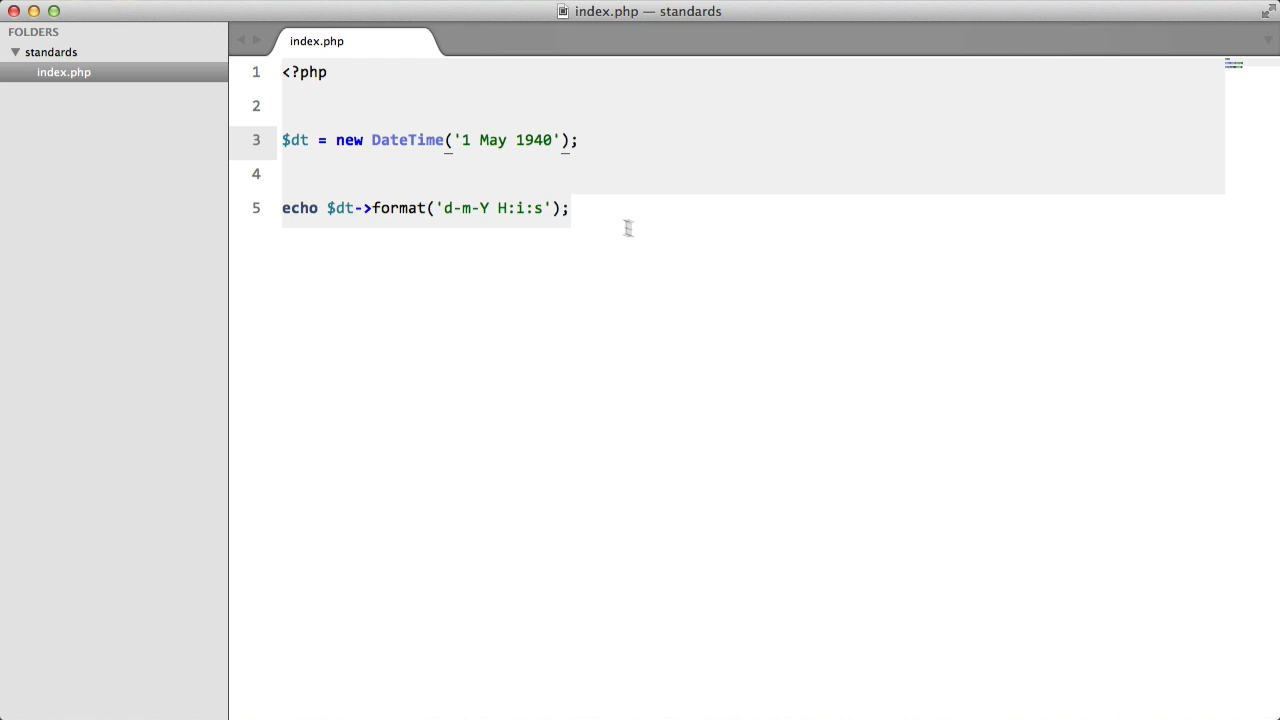 index.php — standards
FOLDERS
standards
index.php
index.php
1 <?php
2
3 $dt = new DateTime('1 May 1940');
4
5 echo $dt->format('d-m-Y H:i:s');